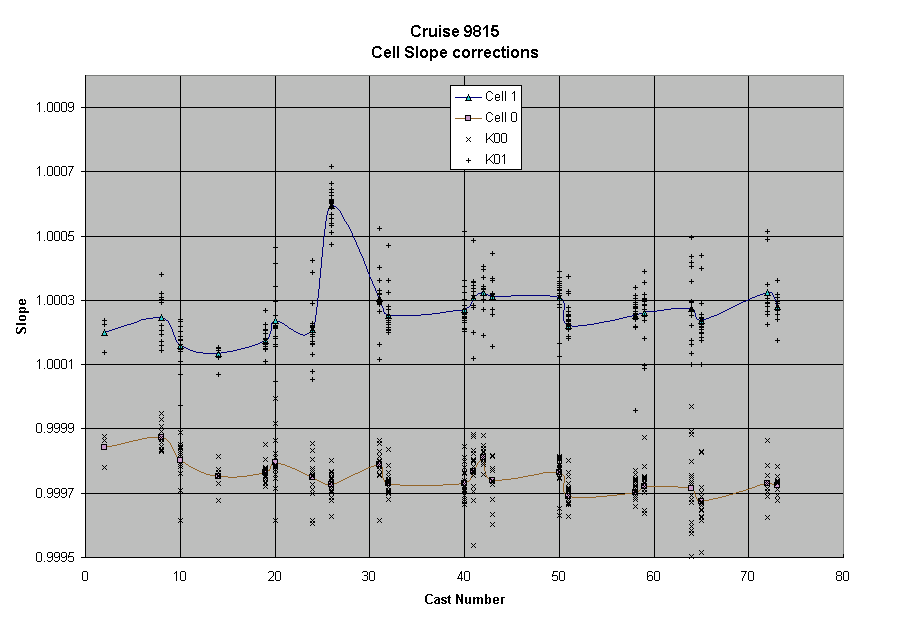 Cruise 9815
Cell Slope corrections
Cell 1
Cell 0
K00
K01
1.0009
1.0007
1.0005
1.0003
1.0001
0.9999
0.9997
0.9995
Slope
0 10 20 30 40 50 60 70 80
Cast Number